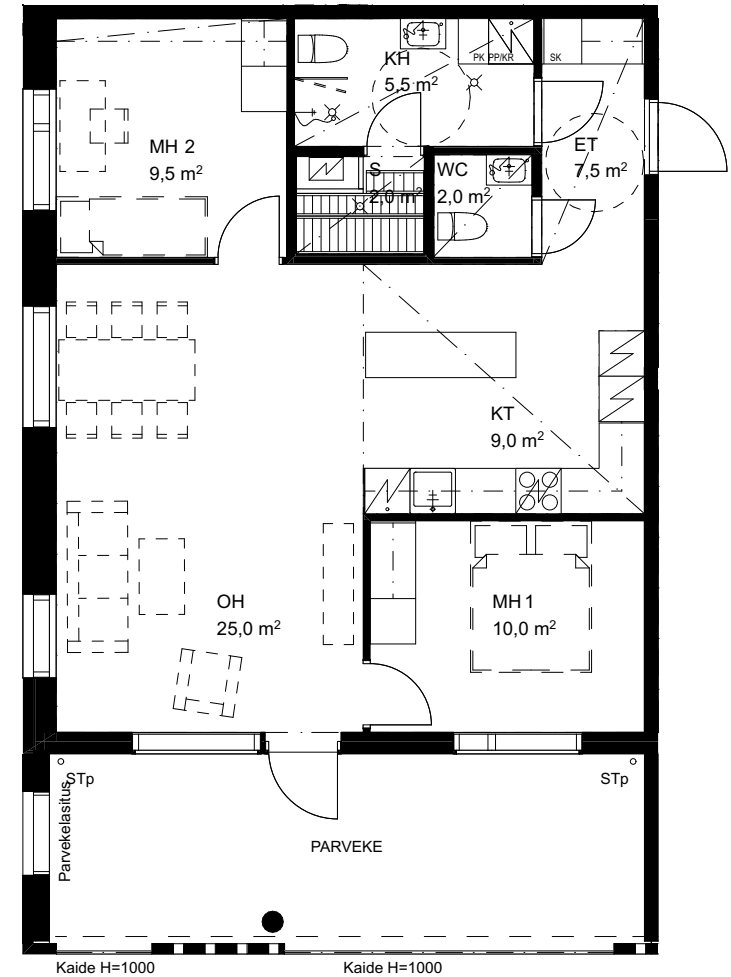 KH
5,5 m²
PK PP/KR
SK
MH 2
9,5 m²
S
2,0 m²
WC
2,0 m²
ET
7,5 m²
KT
9,0 m²
OH
25,0 m²
MH 1
10,0 m²
STp
STp
Parvekelasitus
PARVEKE
Kaide H=1000
Kaide H=1000